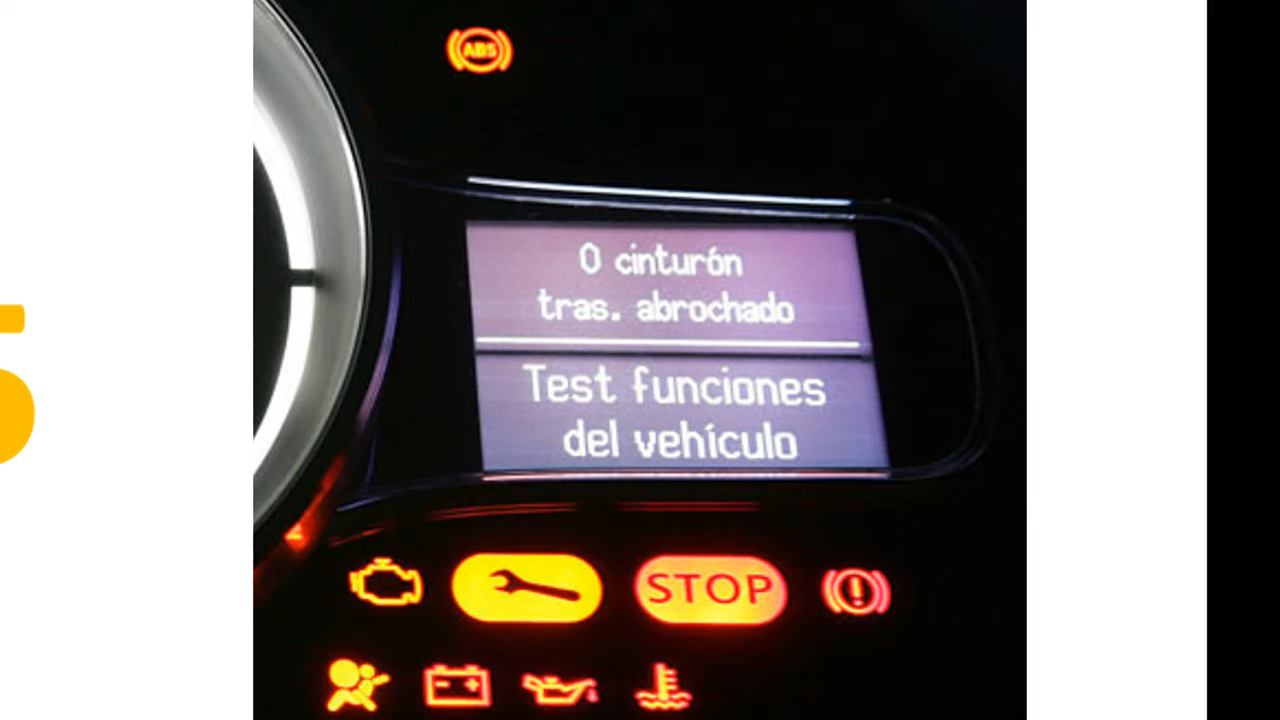 ABS
0 cinturón
tras. abrochado
Test funciones
del vehículo
STOP